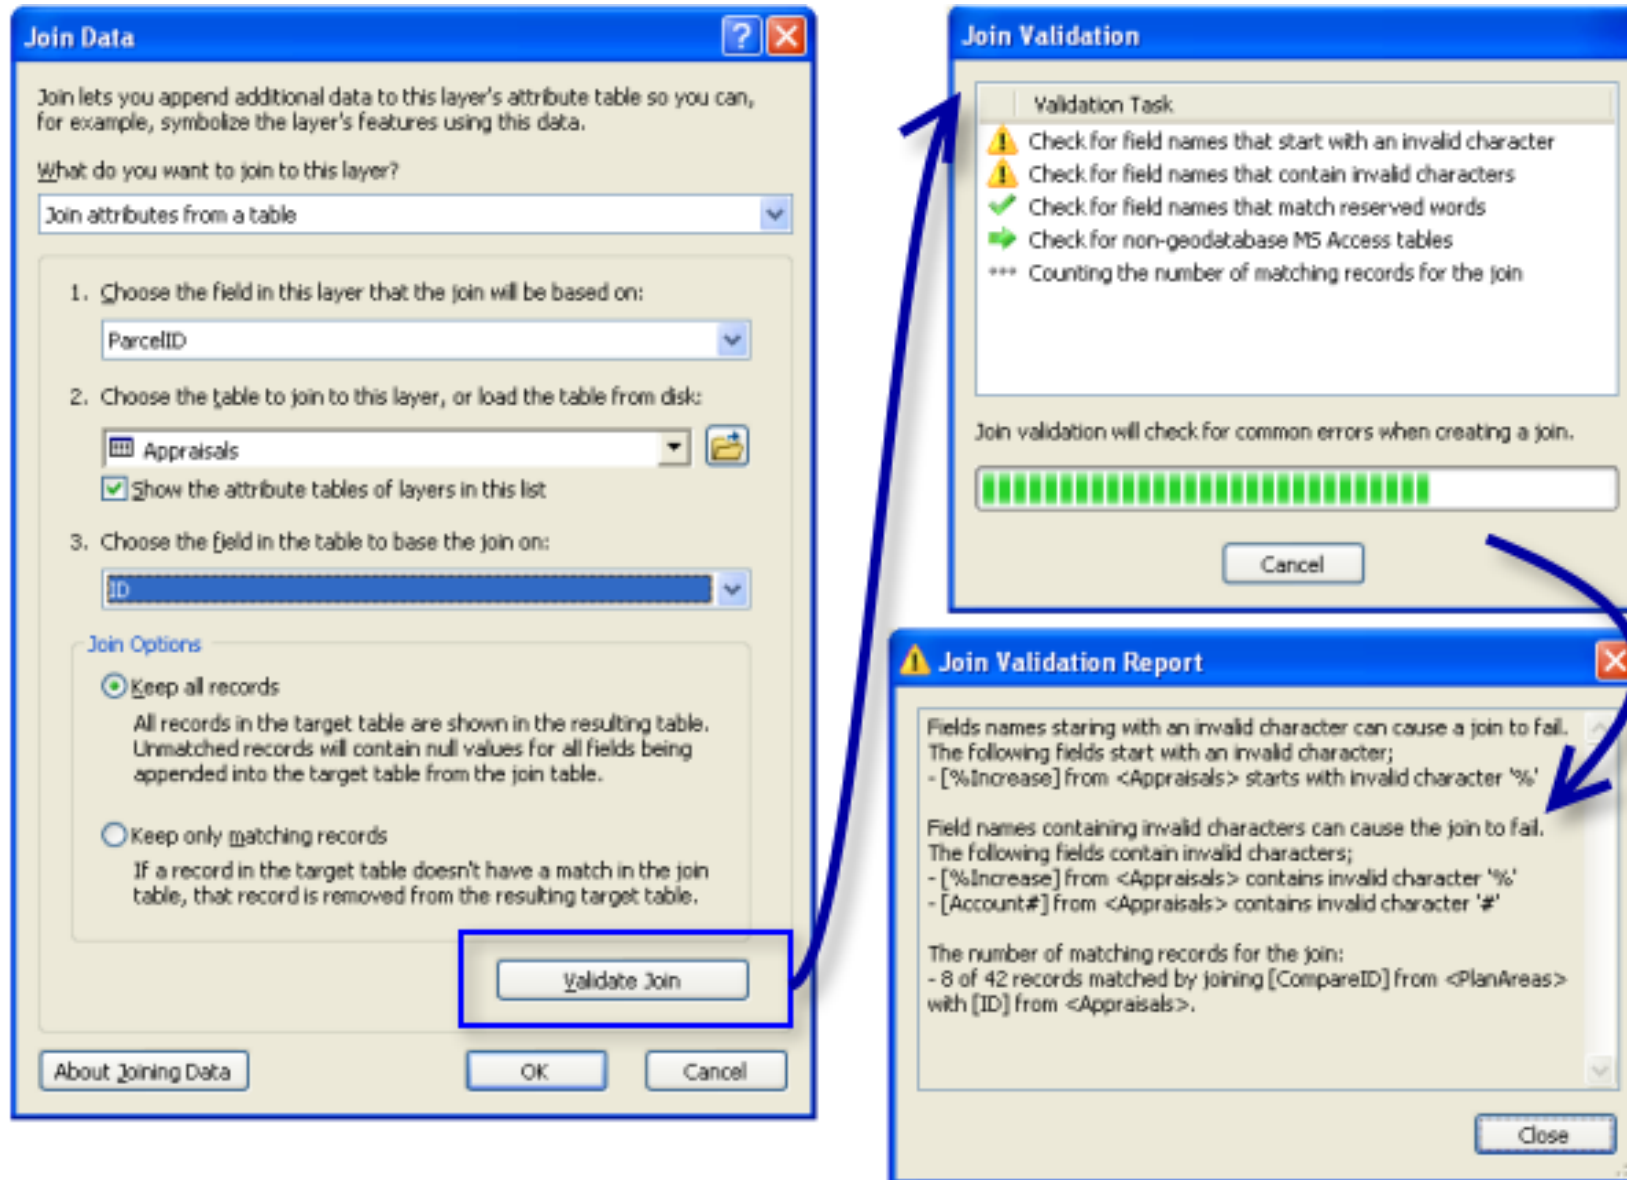 Join Data
Join lets you append additional data to this layer's attribute table so you can,
for example, symbolize the layer's features using this data.
What do you want to join to this layer?
Join attributes from a table
1. Choose the field in this layer that the join will be based on:
ParcelID
2. Choose the table to join to this layer, or load the table from disk:
Appraisals
Show the attribute tables of layers in this list
3. Choose the field in the table to base the join on:
ID
Join Options
Keep all records
All records in the target table are shown in the resulting table.
Unmatched records will contain null values for all fields being
appended into the target table from the join table.
Keep only matching records
If a record in the target table doesn't have a match in the join
table, that record is removed from the resulting target table.
Validate Join
About Joining Data
OK
Cancel
Join Validation
Validation Task
Check for field names that start with an invalid character
Check for field names that contain invalid characters
Check for field names that match reserved words
Check for non-geodatabase MS Access tables
Counting the number of matching records for the join
Join validation will check for common errors when creating a join.
Cancel
Join Validation Report
Fields names staring with an invalid character can cause a join to fail.
The following fields start with an invalid character;
- [%Increase] from <Appraisals> starts with invalid character '%'
Field names containing invalid characters can cause the join to fail.
The following fields contain invalid characters;
- [%Increase] from <Appraisals> contains invalid character '%'
- [Account#] from <Appraisals> contains invalid character '#'
The number of matching records for the join:
- 8 of 42 records matched by joining [CompareID] from <PlanAreas>
with [ID] from <Appraisals>.
Close